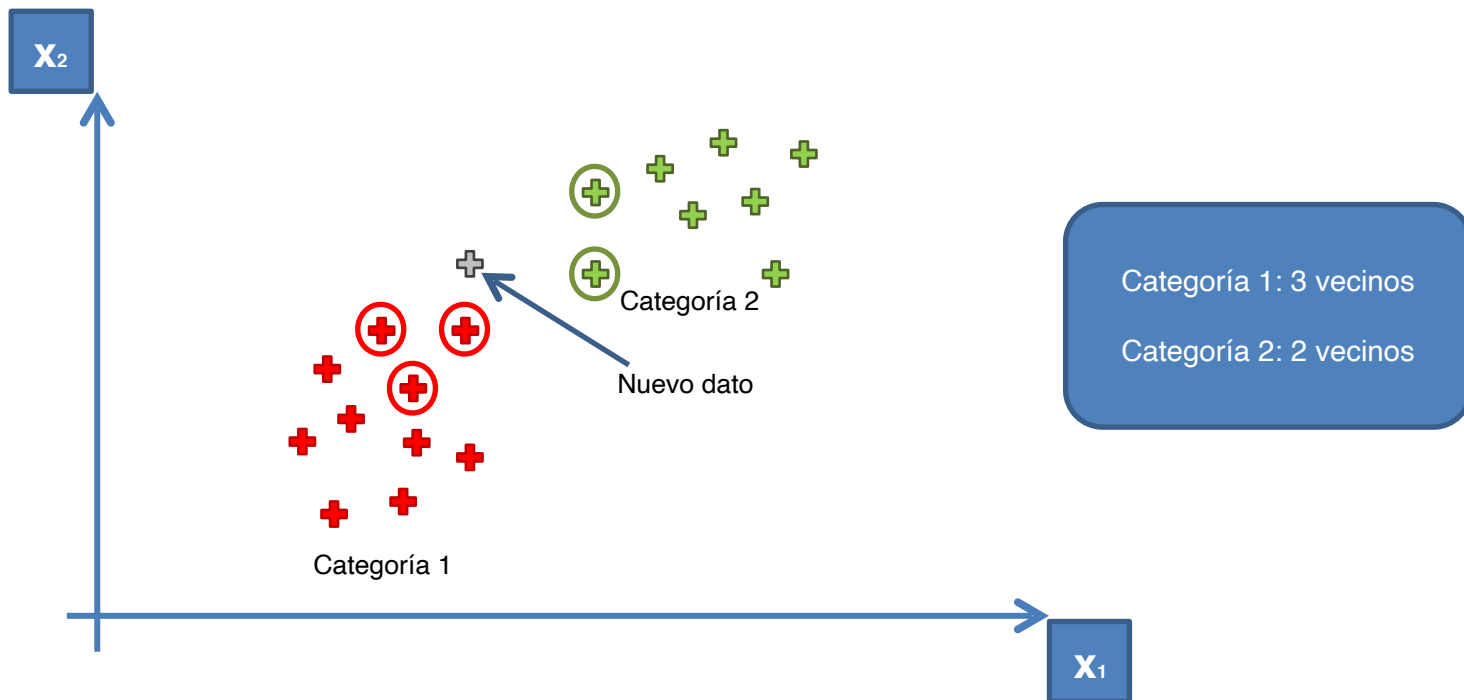 x₂
Categoría 2
Nuevo dato
Categoría 1
x₁
Categoría 1: 3 vecinos
Categoría 2: 2 vecinos